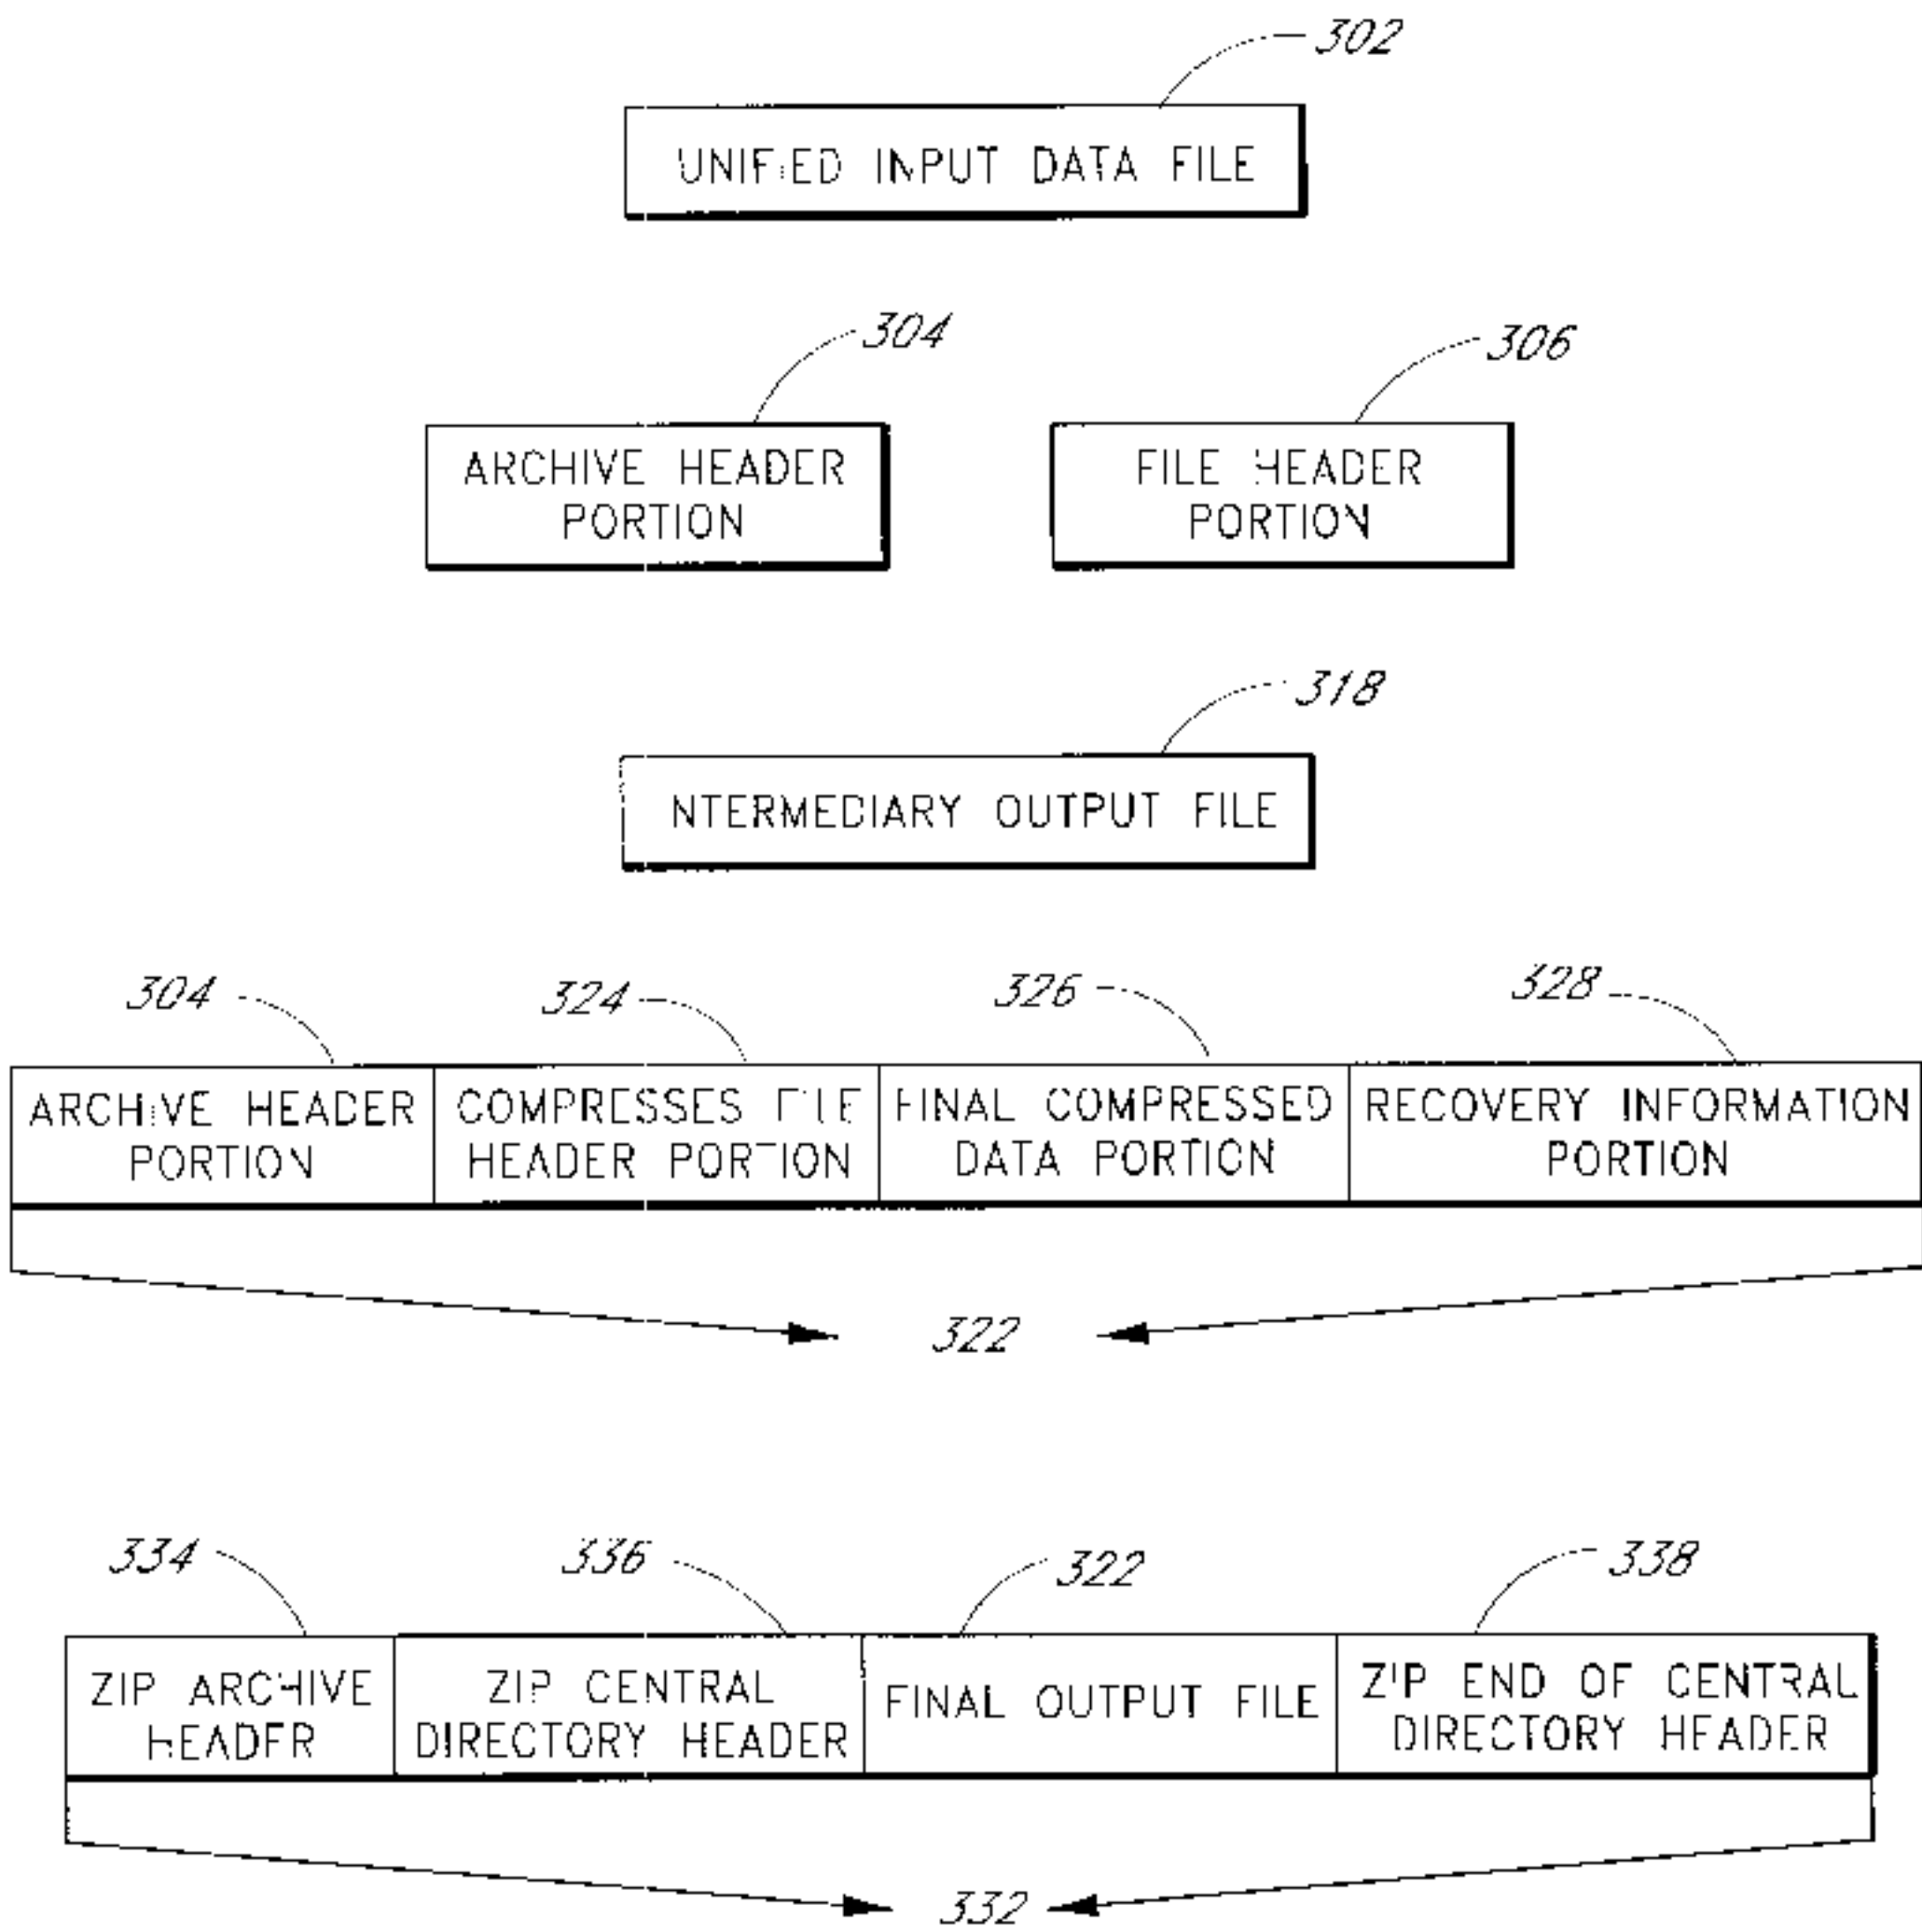 302
UNIFIED INPUT DATA FILE
304
306
ARCHIVE HEADER
PORTION
FILE HEADER
PORTION
318
INTERMEDIARY OUTPUT FILE
304
324
326
328
ARCHIVE HEADER
PORTION
COMPRESSES FILE
HEADER PORTION
FINAL COMPRESSED
DATA PORTION
RECOVERY INFORMATION
PORTION
322
334
336
322
338
ZIP ARCHIVE
HEADER
ZIP CENTRAL
DIRECTORY HEADER
FINAL OUTPUT FILE
ZIP END OF CENTRAL
DIRECTORY HEADER
332